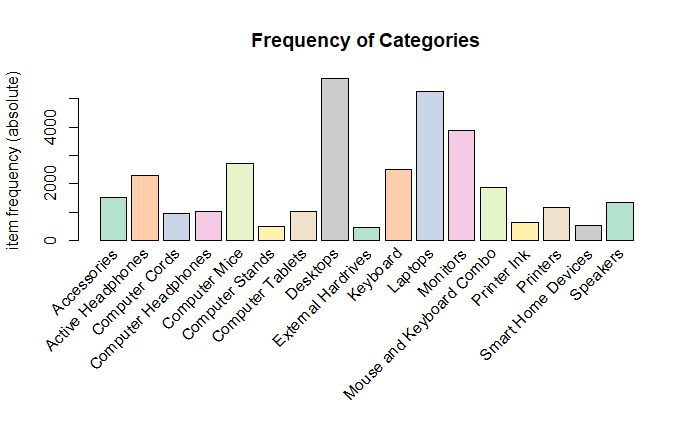 Frequency of Categories
item frequency (absolute)
0
2000
4000
Accessories
Active Headphones
Computer Cords
Computer Headphones
Computer Mice
Computer Stands
Computer Tablets
Desktops
External Hardrives
Keyboard
Laptops
Monitors
Mouse and Keyboard Combo
Printer Ink
Printers
Smart Home Devices
Speakers